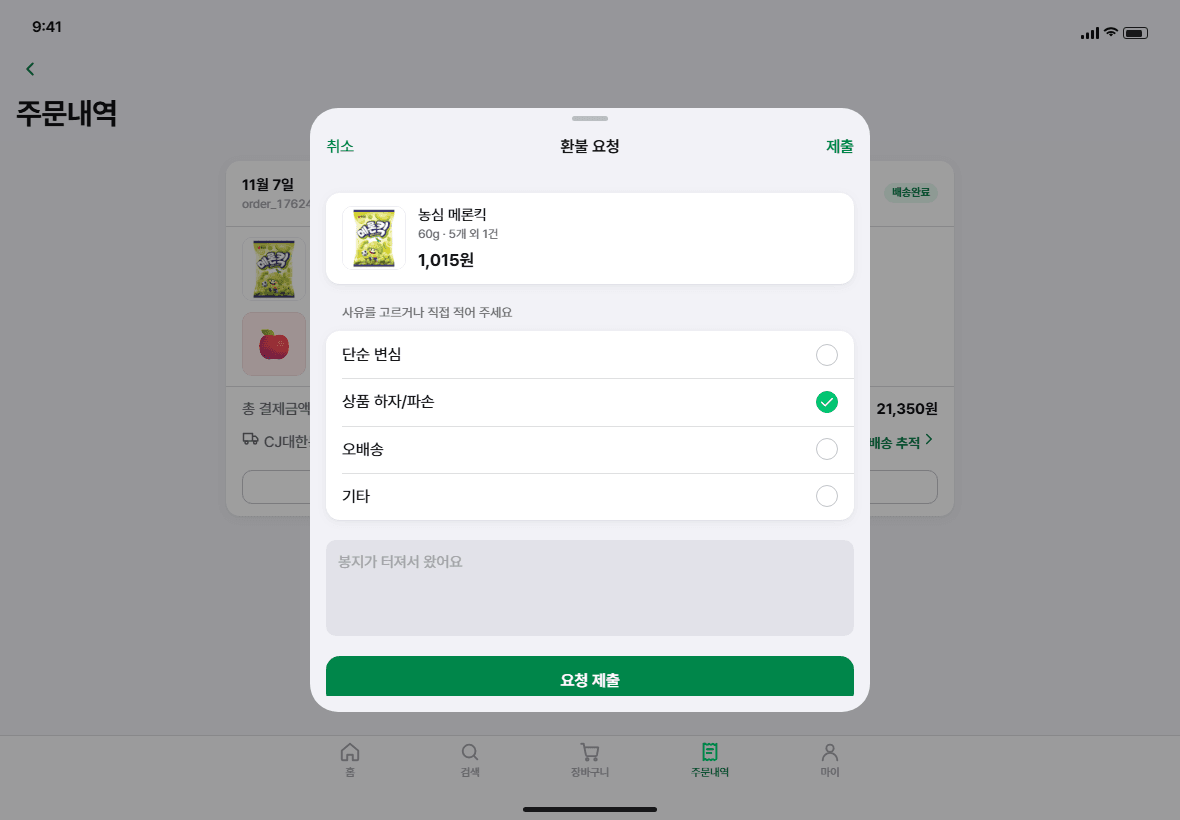 9:41
주문내역
취소
환불 요청
제출
11월 7일
order_17624
배송완료
농심 메론킥
60g · 5개 외 1건
1,015원
사유를 고르거나 직접 적어 주세요
단순 변심
상품 하자/파손
오배송
기타
총 결제금액
21,350원
CJ대한
배송 추적
봉지가 터져서 왔어요
요청 제출
홈
검색
장바구니
주문내역
마이